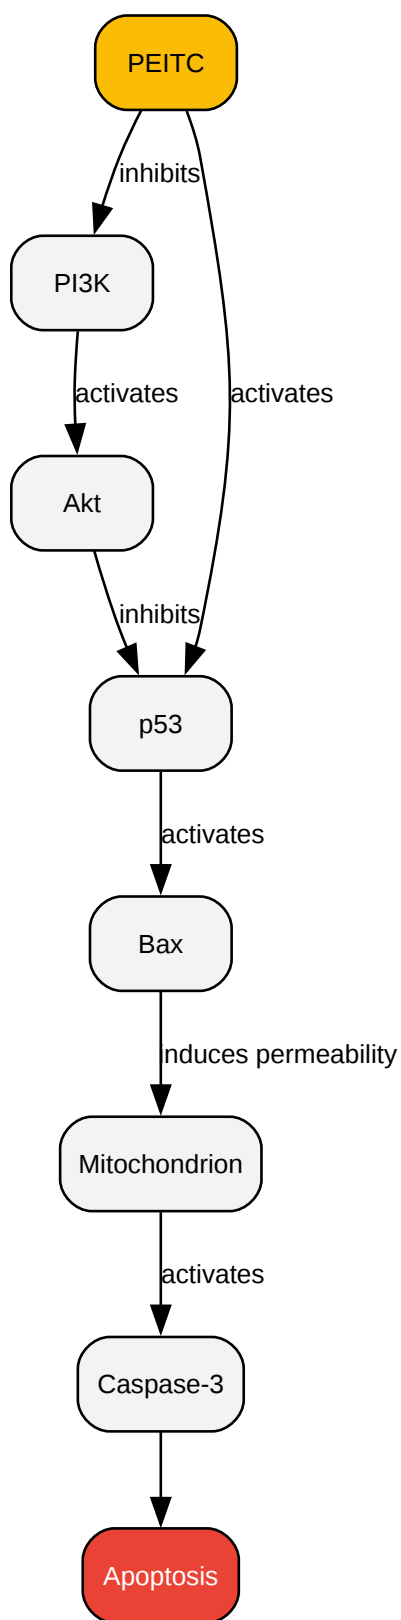 PEITC
inhibits
PI3K
activates
activates
Akt
inhibits
p53
activates
Bax
induces permeability
Mitochondrion
activates
Caspase-3
Apoptosis